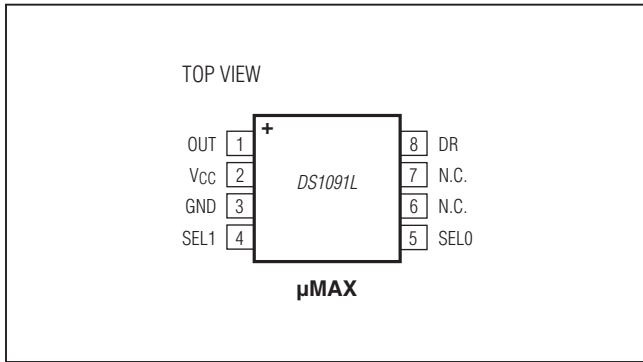 TOP VIEW
+
OUT 1
VCC 2
GND 3
SEL1 4
DS1091L
8 DR
7 N.C.
6 N.C.
5 SEL0
µMAX